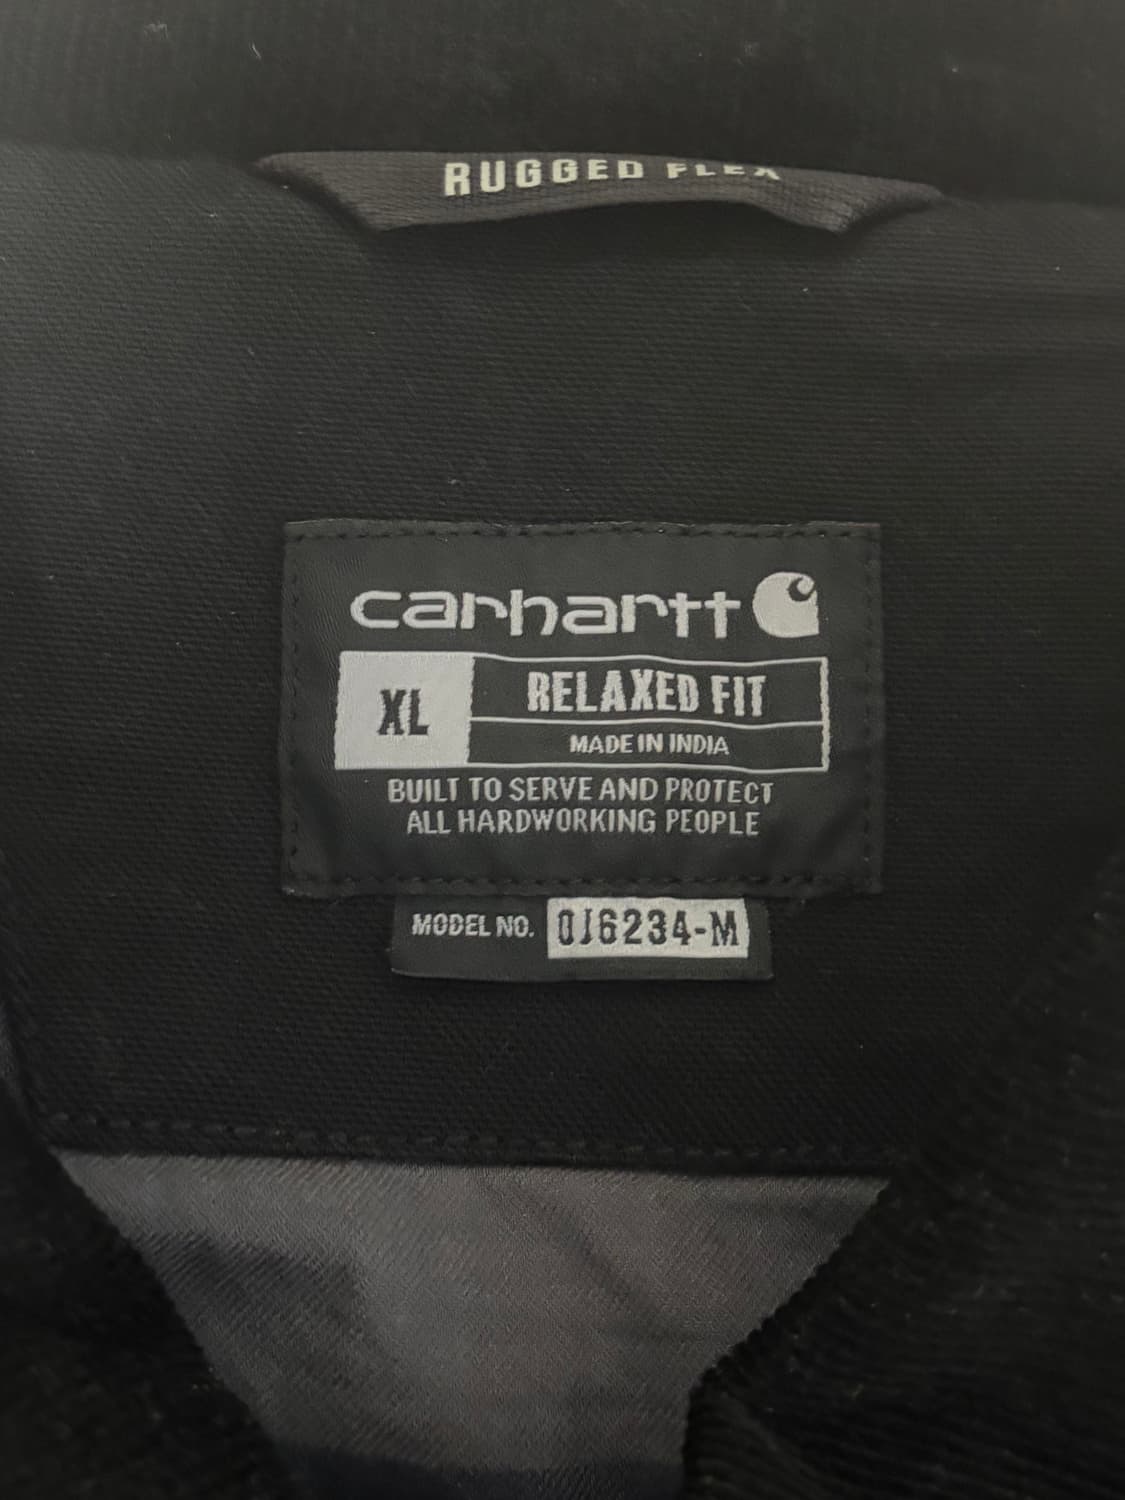 RUGGED FLEX
carhartt
XL
RELAXED FIT
MADE IN INDIA
BUILT TO SERVE AND PROTECT
ALL HARDWORKING PEOPLE
MODEL NO. OJ6234-M